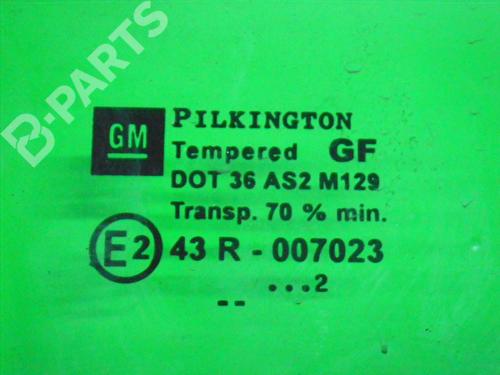 B-PARTS
GM
PILKINGTON
Tempered GF
DOT 36 AS2 M129
Transp. 70 % min.
E2 43 R - 007023
...2
--